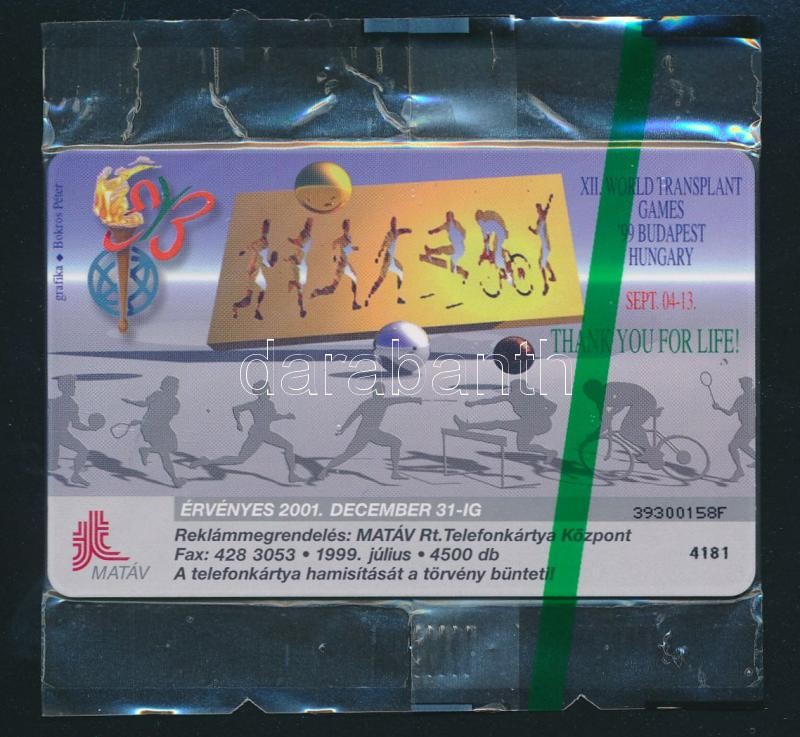 grafika ◆ Bokros Péter
XII. WORLD TRANSPLANT
GAMES
'99 BUDAPEST
HUNGARY
SEPT. 04-13.
THANK YOU FOR LIFE!
darabanth
ÉRVÉNYES 2001. DECEMBER 31-IG
39300158F
Reklámmegrendelés: MATÁV Rt.Telefonkártya Központ
Fax: 428 3053 • 1999. július • 4500 db
4181
A telefonkártya hamisítását a törvény bünteti!
MATÁV